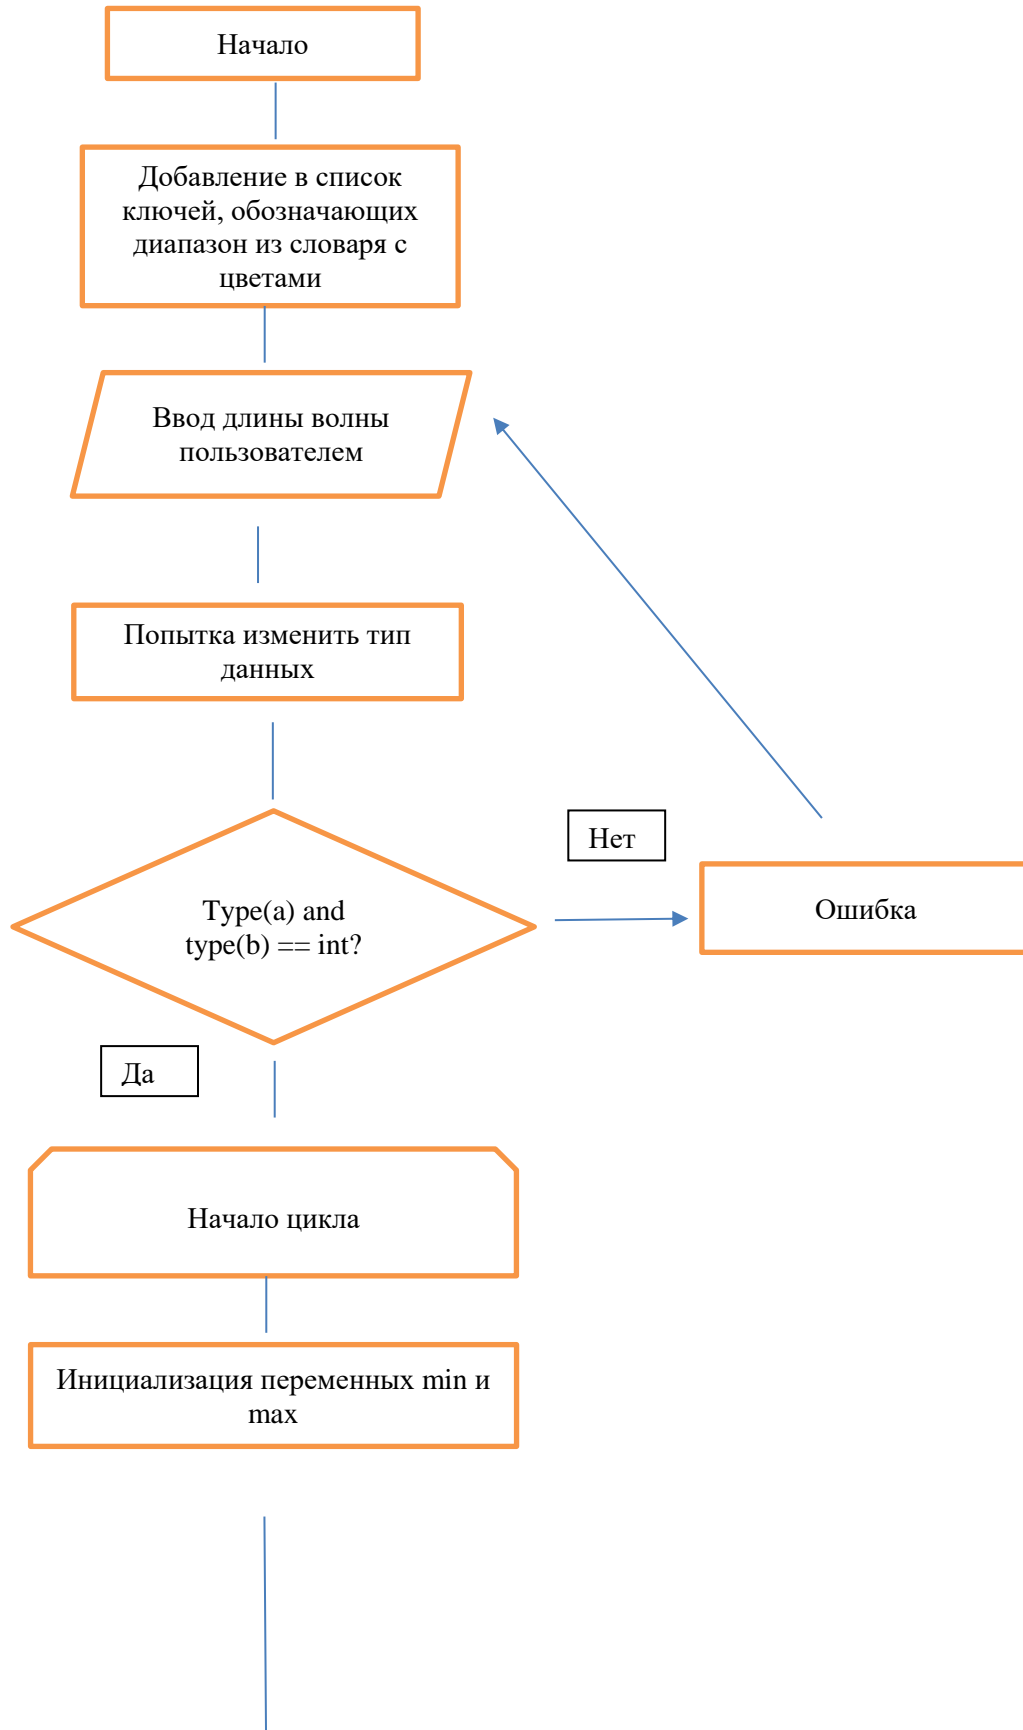 Начало
Добавление в список
ключей, обозначающих
диапазон из словаря с
цветами
Ввод длины волны
пользователем
Попытка изменить тип
данных
Нет
Type(a) and
type(b) == int?
Ошибка
Да
Начало цикла
Инициализация переменных min и
max